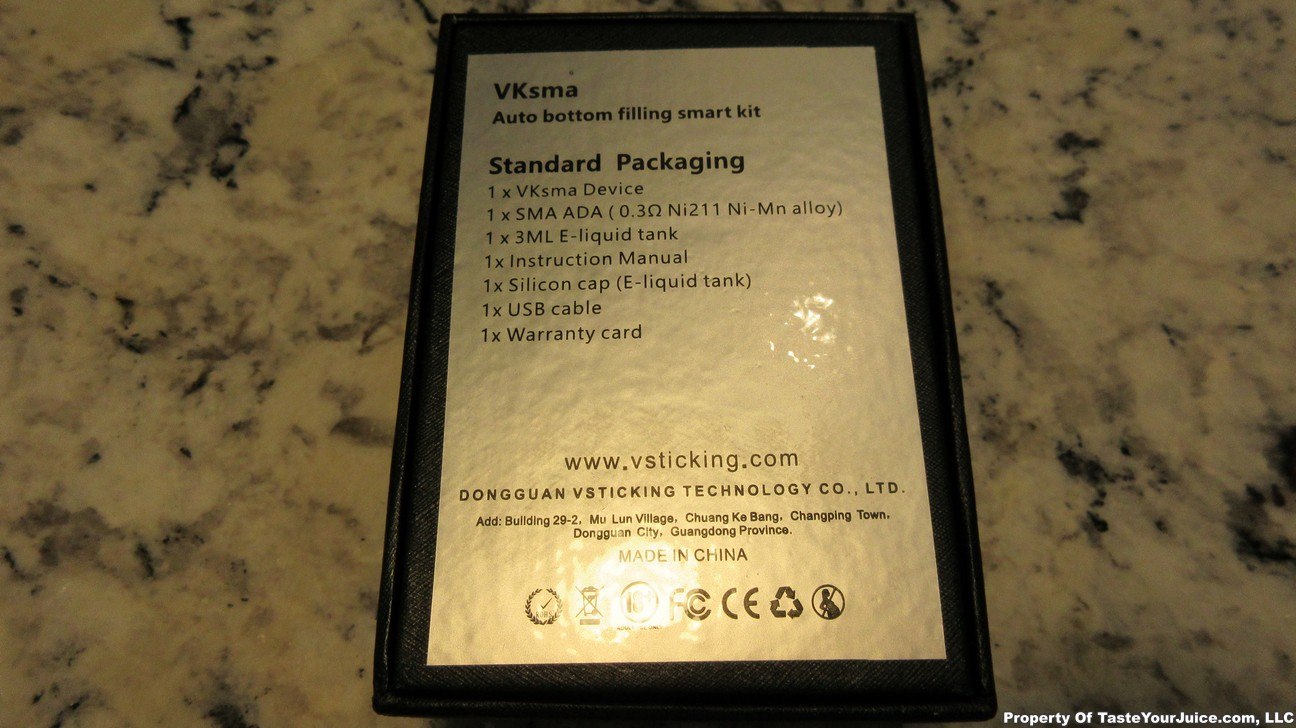 VKsma
Auto bottom filling smart kit
Standard Packaging
1 x VKsma Device
1 x SMA ADA ( 0.3Ω Ni211 Ni-Mn alloy)
1 x 3ML E-liquid tank
1x Instruction Manual
1x Silicon cap (E-liquid tank)
1x USB cable
1x Warranty card
www.vsticking.com
DONGGUAN VSTICKING TECHNOLOGY CO., LTD.
Add: Building 29-2, Mu Lun Village, Chuang Ke Bang, Changping Town,
Dongguan City, Guangdong Province.
MADE IN CHINA
FC CE
Property Of TasteYourJuice.com, LLC